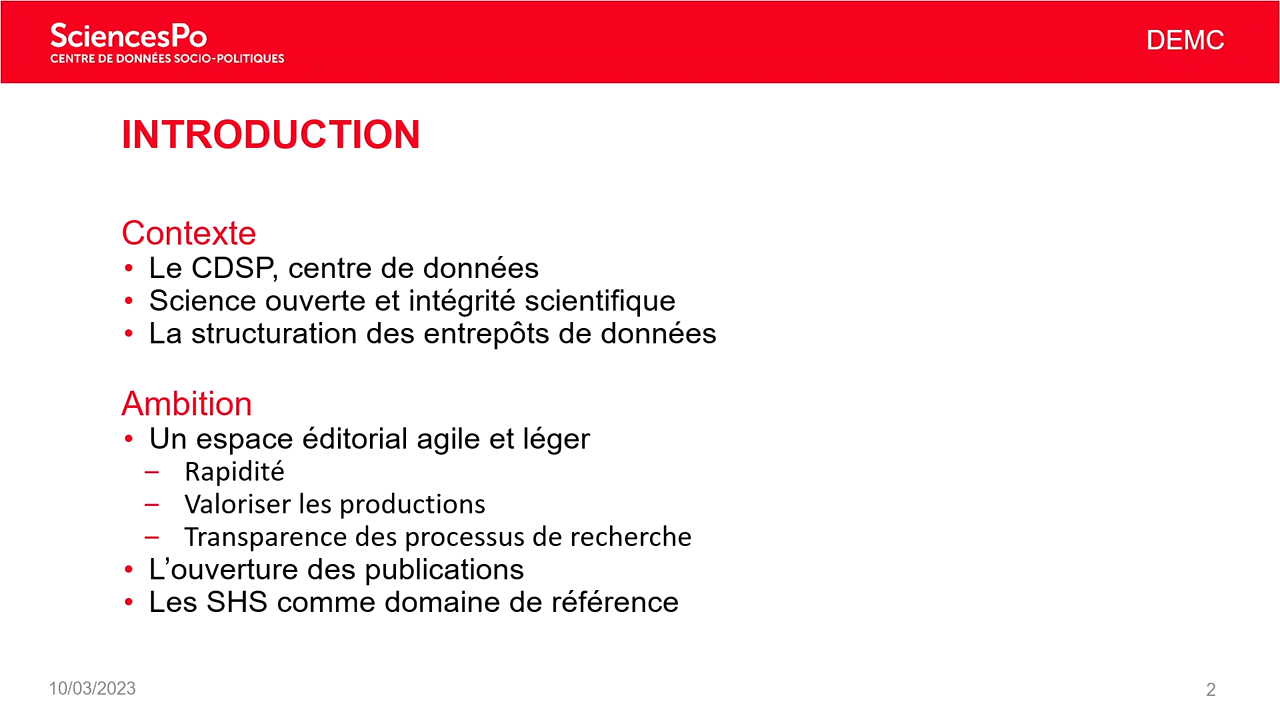 SciencesPo
CENTRE DE DONNÉES SOCIO-POLITIQUES
DEMC
INTRODUCTION
Contexte
• Le CDSP, centre de données
• Science ouverte et intégrité scientifique
• La structuration des entrepôts de données
Ambition
• Un espace éditorial agile et léger
– Rapidité
– Valoriser les productions
– Transparence des processus de recherche
• L’ouverture des publications
• Les SHS comme domaine de référence
10/03/2023
2